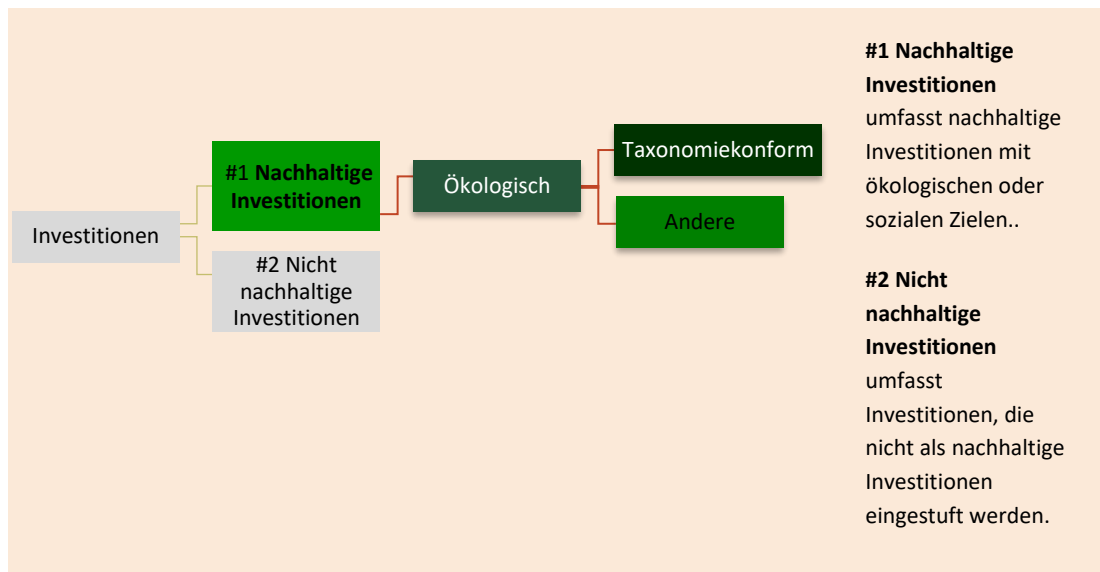 Investitionen
#1 Nachhaltige
Investitionen
#2 Nicht
nachhaltige
Investitionen
Ökologisch
Taxonomiekonform
Andere
#1 Nachhaltige
Investitionen
umfasst nachhaltige
Investitionen mit
ökologischen oder
sozialen Zielen..
#2 Nicht
nachhaltige
Investitionen
umfasst
Investitionen, die
nicht als nachhaltige
Investitionen
eingestuft werden.